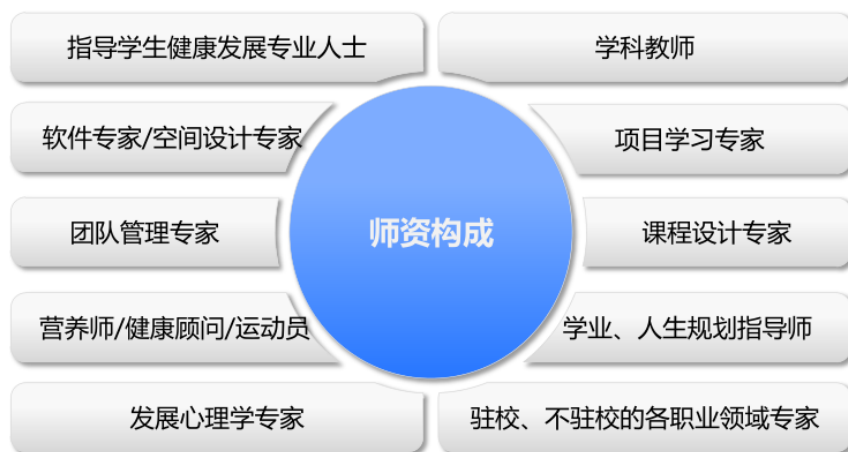 指导学生健康发展专业人士
学科教师
软件专家/空间设计专家
项目学习专家
团队管理专家
师资构成
课程设计专家
营养师/健康顾问/运动员
学业、人生规划指导师
发展心理学专家
驻校、不驻校的各职业领域专家